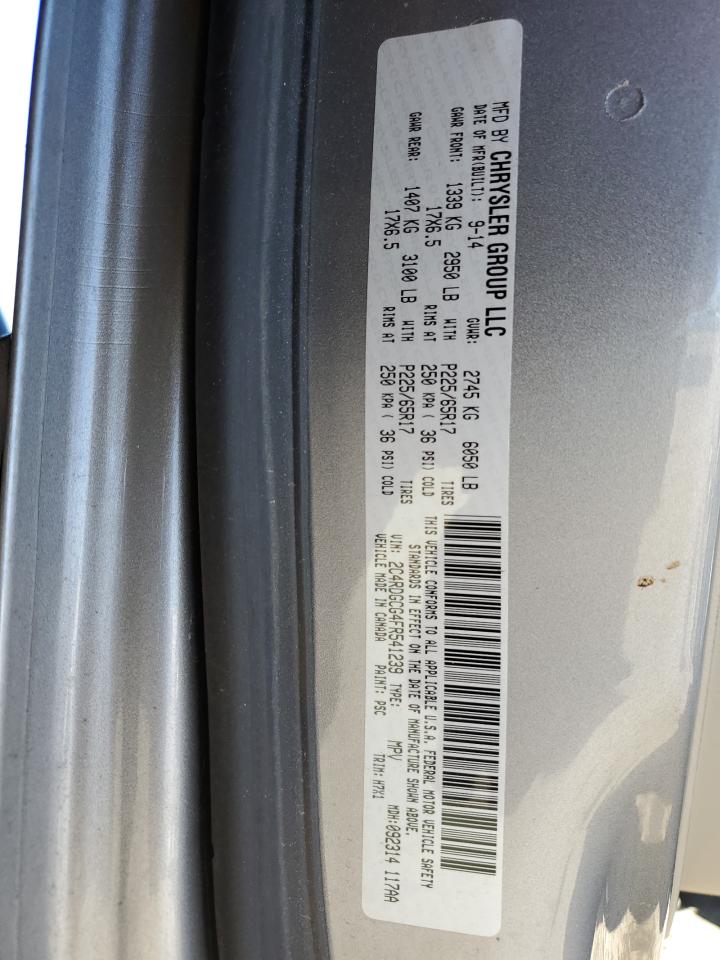 MFD BY CHRYSLER GROUP LLC
DATE OF MFR(BUILT): 9-14 GVWR: 2745 KG 6050 LB
GAWR FRONT: 1339 KG 2950 LB WITH P225/65R17 TIRES
17X6.5 RIMS AT 250 KPA ( 36 PSI) COLD
GAWR REAR: 1407 KG 3100 LB WITH P225/65R17 TIRES
17X6.5 RIMS AT 250 KPA ( 36 PSI) COLD
THIS VEHICLE CONFORMS TO ALL APPLICABLE U.S.A. FEDERAL MOTOR VEHICLE SAFETY
STANDARDS IN EFFECT ON THE DATE OF MANUFACTURE SHOWN ABOVE.
VIN: 2C4RDGCG4FR541239 TYPE: MPV MDH:092314 117AA
VEHICLE MADE IN CANADA PAINT: PSC TRIM: H7X1